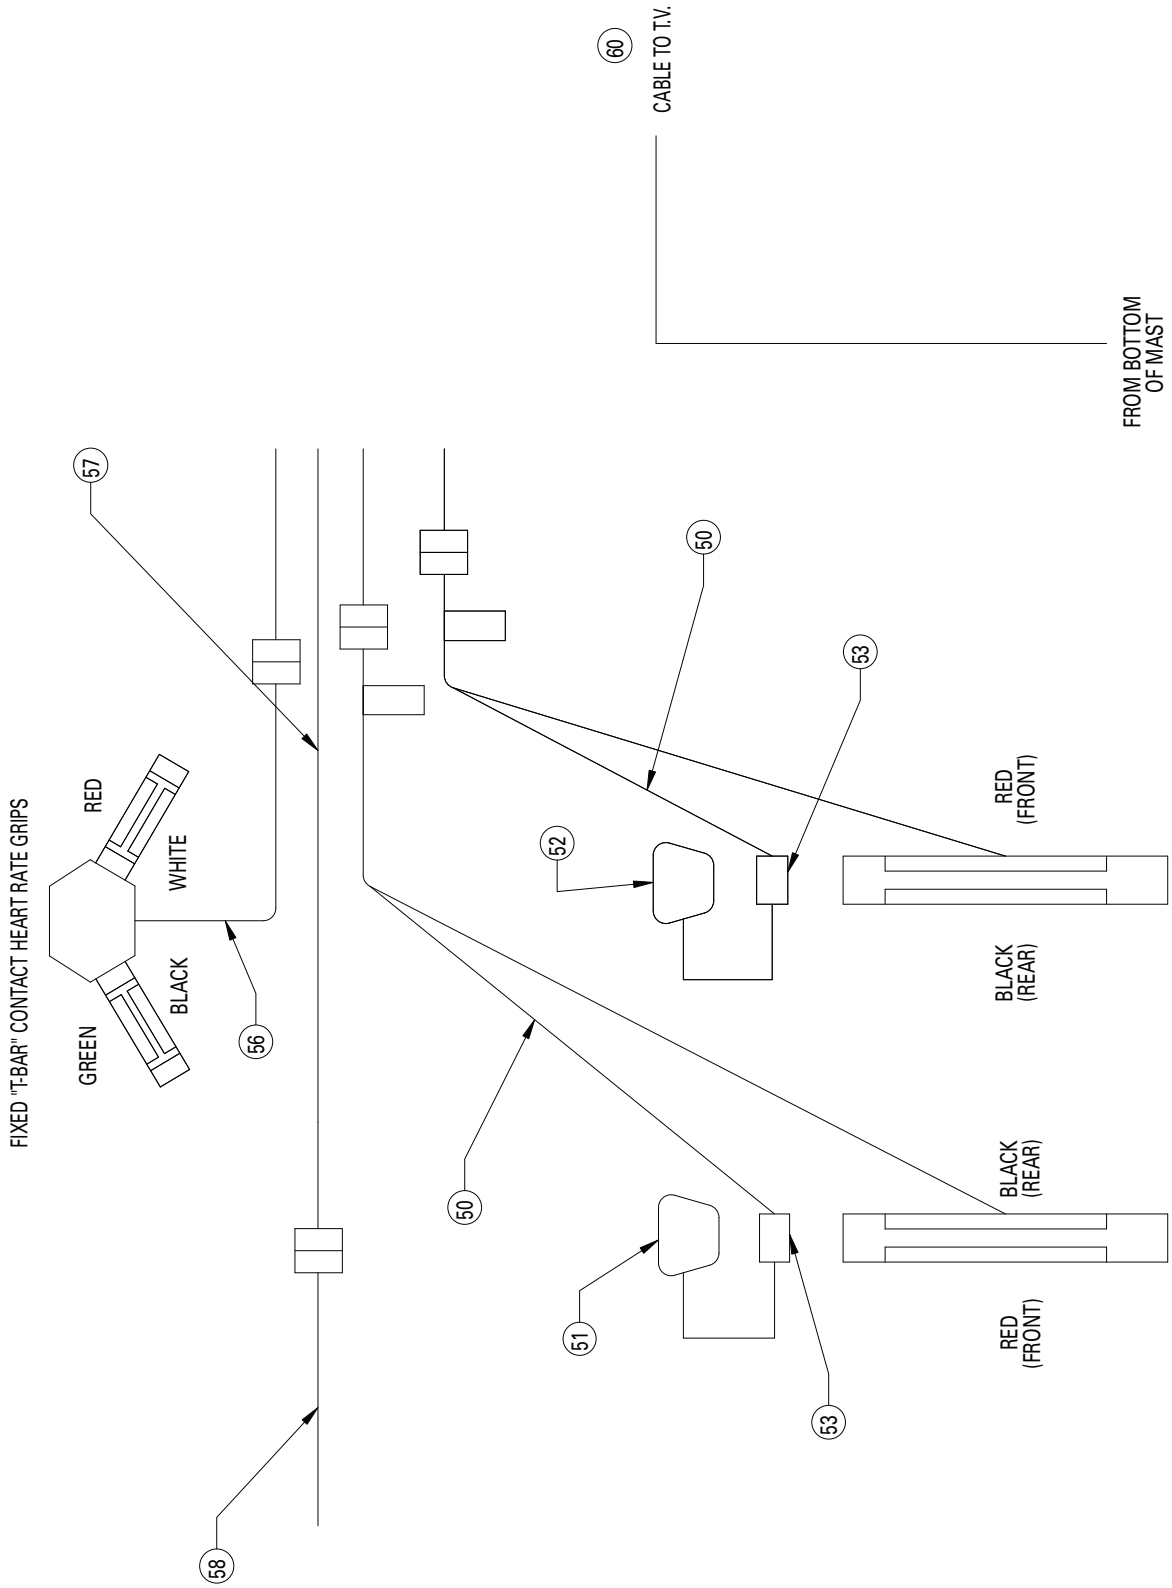 FIXED "T-BAR" CONTACT HEART RATE GRIPS
GREEN
RED
BLACK
WHITE
57
56
58
50
50
51
52
53
53
BLACK
(REAR)
RED
(FRONT)
RED
(FRONT)
BLACK
(REAR)
60
CABLE TO T.V.
FROM BOTTOM
OF MAST